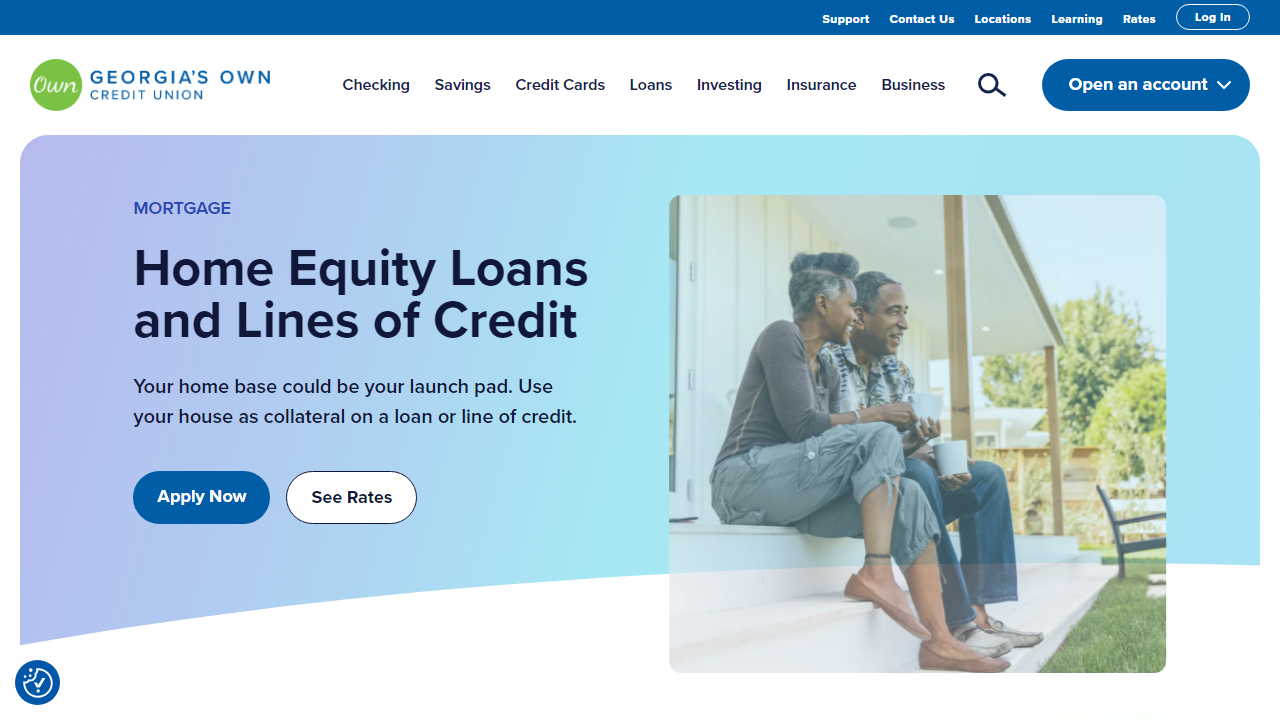 Support Contact Us Locations Learning Rates Log In
Own GEORGIA'S OWN
CREDIT UNION
Checking Savings Credit Cards Loans Investing Insurance Business Open an account
MORTGAGE
Home Equity Loans
and Lines of Credit
Your home base could be your launch pad. Use
your house as collateral on a loan or line of credit.
Apply Now See Rates